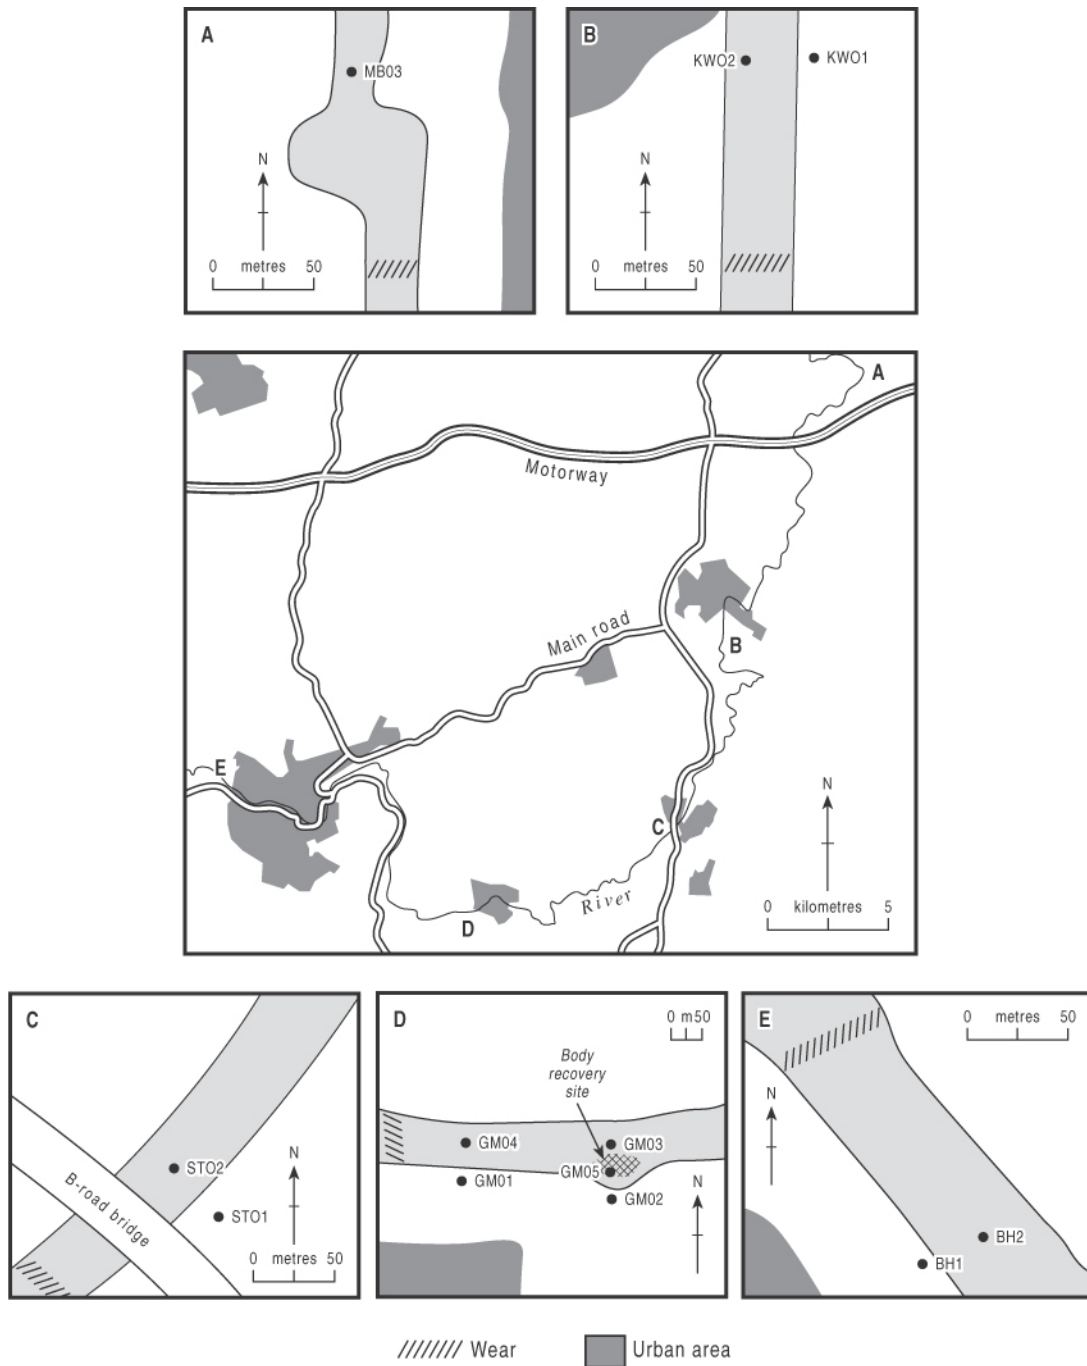 A
MB03
N
0 metres 50
B
KWO2
KWO1
N
0 metres 50
A
Motorway
Main road
B
E
N
C
River
D
0 kilometres 5
C
STO2
B-road bridge
STO1
N
0 metres 50
D
0 m50
Body
recovery
site
GM04
GM03
GM05
GM01
GM02
N
E
0 metres 50
N
BH2
BH1
Wear
Urban area